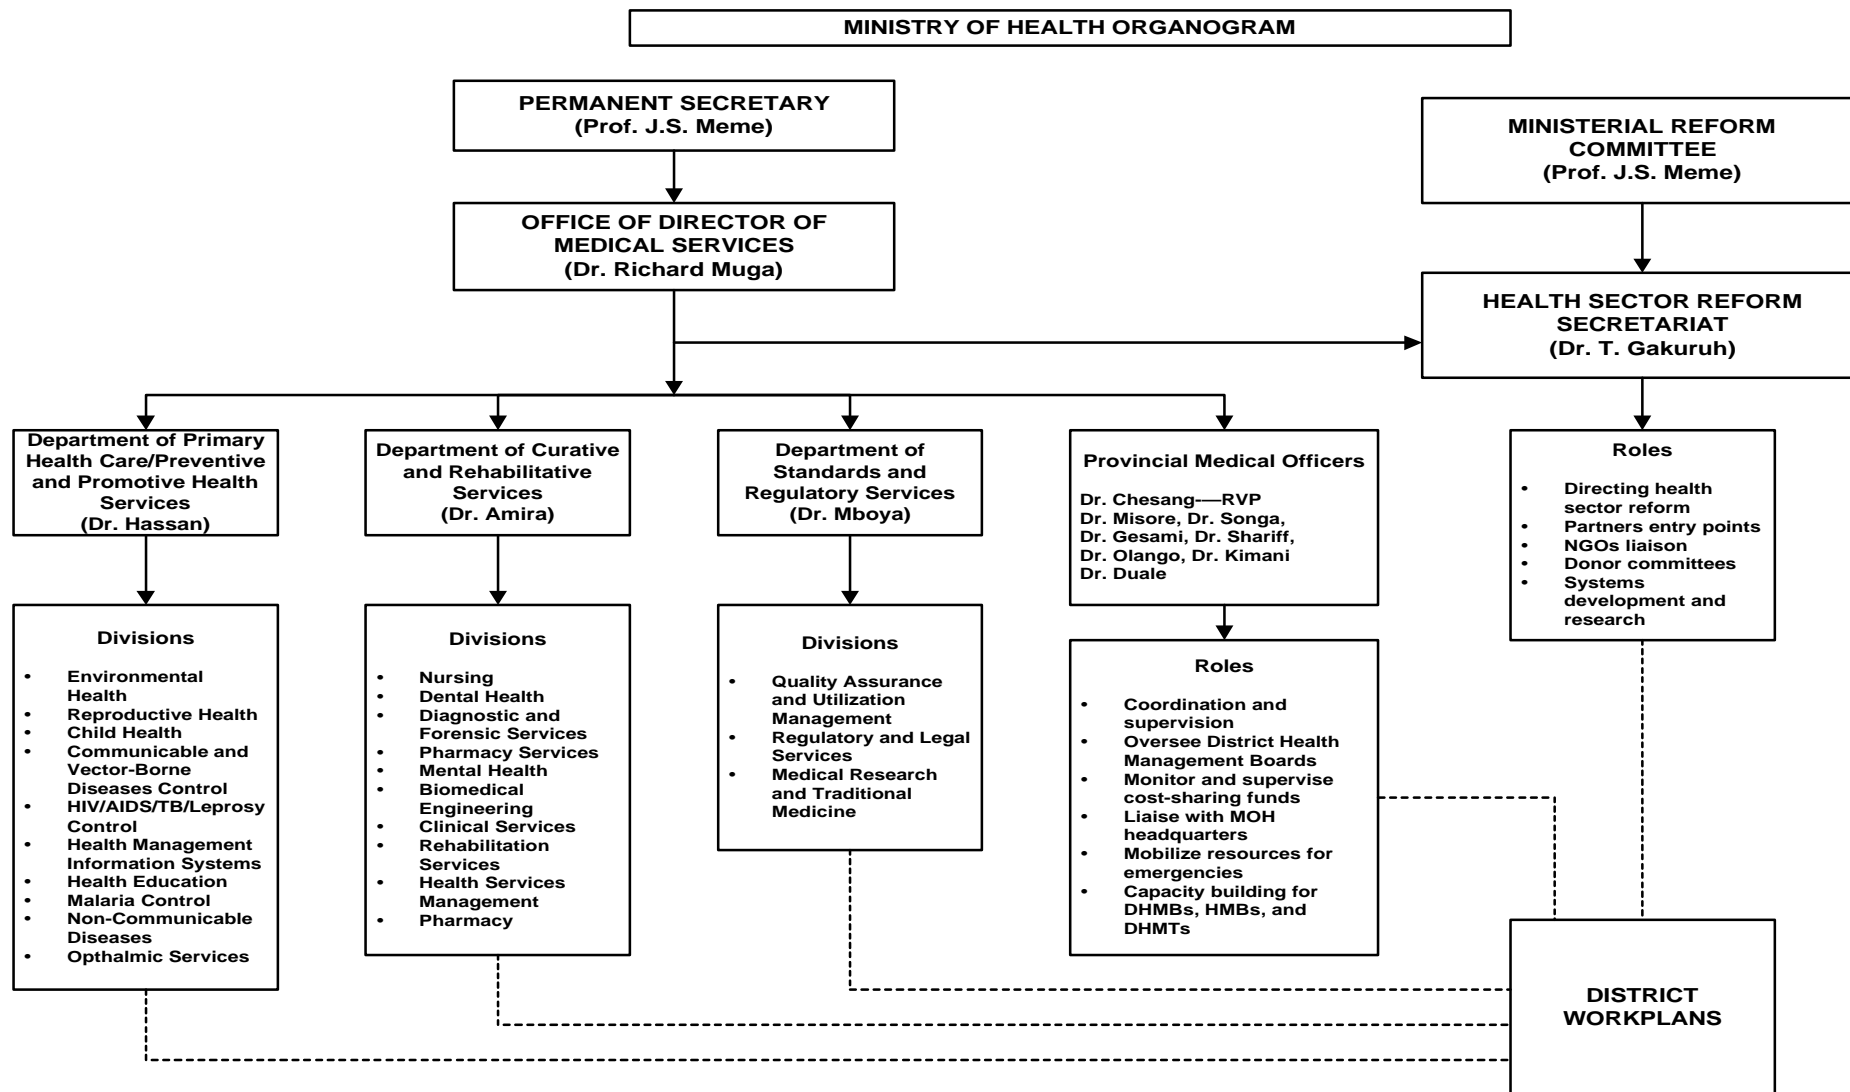 MINISTRY OF HEALTH ORGANOGRAM
PERMANENT SECRETARY
(Prof. J.S. Meme)
MINISTERIAL REFORM
COMMITTEE
(Prof. J.S. Meme)
OFFICE OF DIRECTOR OF
MEDICAL SERVICES
(Dr. Richard Muga)
HEALTH SECTOR REFORM
SECRETARIAT
(Dr. T. Gakuruh)
Department of Primary
Health Care/Preventive
and Promotive Health
Services
(Dr. Hassan)
Department of Curative
and Rehabilitative
Services
(Dr. Amira)
Department of
Standards and
Regulatory Services
(Dr. Mboya)
Provincial Medical Officers
Dr. Chesang-—RVP
Dr. Misore, Dr. Songa,
Dr. Gesami, Dr. Shariff,
Dr. Olango, Dr. Kimani
Dr. Duale
Roles
• Directing health
sector reform
• Partners entry points
• NGOs liaison
• Donor committees
• Systems
development and
research
Divisions
• Environmental
Health
• Reproductive Health
• Child Health
• Communicable and
Vector-Borne
Diseases Control
• HIV/AIDS/TB/Leprosy
Control
• Health Management
Information Systems
• Health Education
• Malaria Control
• Non-Communicable
Diseases
• Opthalmic Services
Divisions
• Nursing
• Dental Health
• Diagnostic and
Forensic Services
• Pharmacy Services
• Mental Health
• Biomedical
Engineering
• Clinical Services
• Rehabilitation
Services
• Health Services
Management
• Pharmacy
Divisions
• Quality Assurance
and Utilization
Management
• Regulatory and Legal
Services
• Medical Research
and Traditional
Medicine
Roles
• Coordination and
supervision
• Oversee District Health
Management Boards
• Monitor and supervise
cost-sharing funds
• Liaise with MOH
headquarters
• Mobilize resources for
emergencies
• Capacity building for
DHMBs, HMBs, and
DHMTs
DISTRICT
WORKPLANS